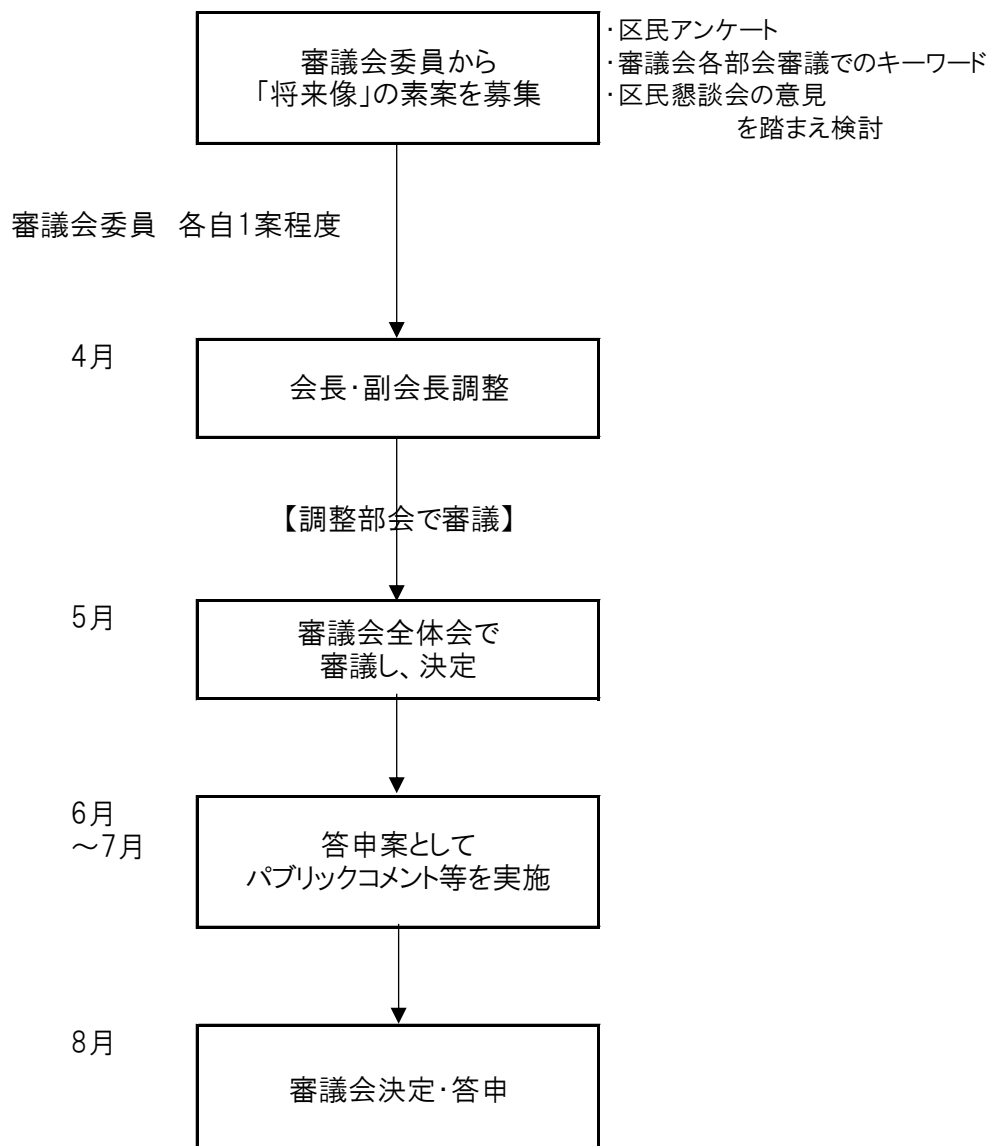 審議会委員から
「将来像」の素案を募集
・区民アンケート
・審議会各部会審議でのキーワード
・区民懇談会の意見
を踏まえ検討
審議会委員　各自1案程度
4月
会長・副会長調整
【調整部会で審議】
5月
審議会全体会で
審議し、決定
6月
～7月
答申案として
パブリックコメント等を実施
8月
審議会決定・答申